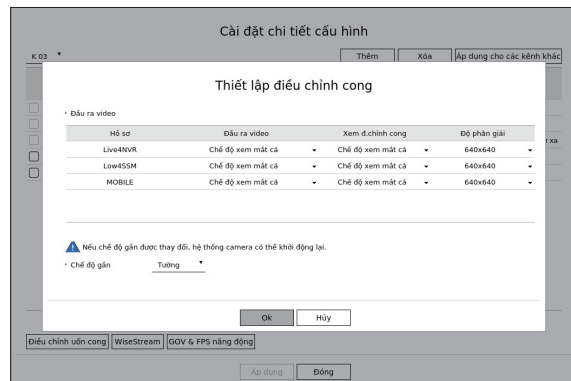 Cài đặt chi tiết cấu hình
K 03
Thêm Xóa Áp dụng cho các kênh khác
Thiết lập điều chỉnh cong
Đầu ra video
Hồ sơ Đầu ra video Xem đ.chỉnh cong Độ phân giải
Live4NVR Chế độ xem mắt cá Chế độ xem mắt cá 640x640
Low4SSM Chế độ xem mắt cá Chế độ xem mắt cá 640x640
MOBILE Chế độ xem mắt cá Chế độ xem mắt cá 640x640
xa
Nếu chế độ gắn được thay đổi, hệ thống camera có thể khởi động lại.
Chế độ gắn Tường
Ok Hủy
Điều chỉnh uốn cong WiseStream GOV & FPS năng động
Áp dụng Đóng